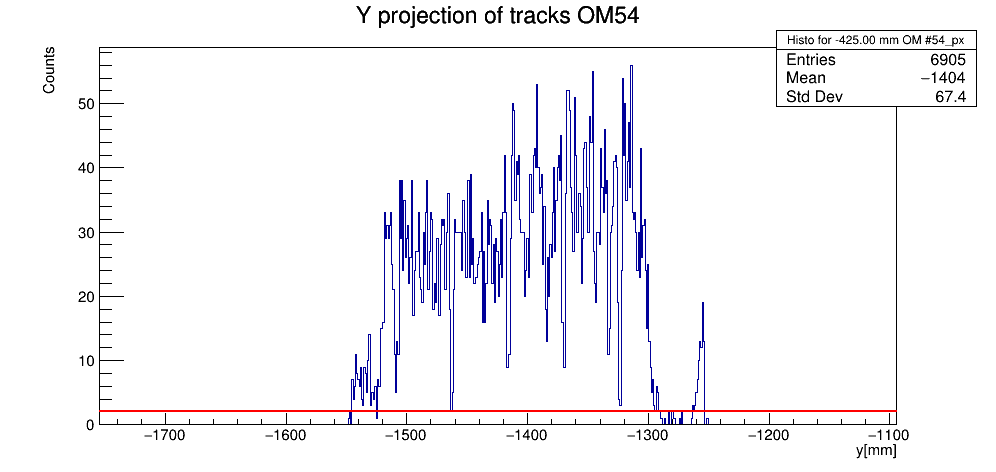 Y projection of tracks OM54
Histo for -425.00 mm OM #54_px
Entries 6905
Mean −1404
Std Dev 67.4
Counts
50
40
30
20
10
0
−1700 −1600 −1500 −1400 −1300 −1200 −1100
y[mm]